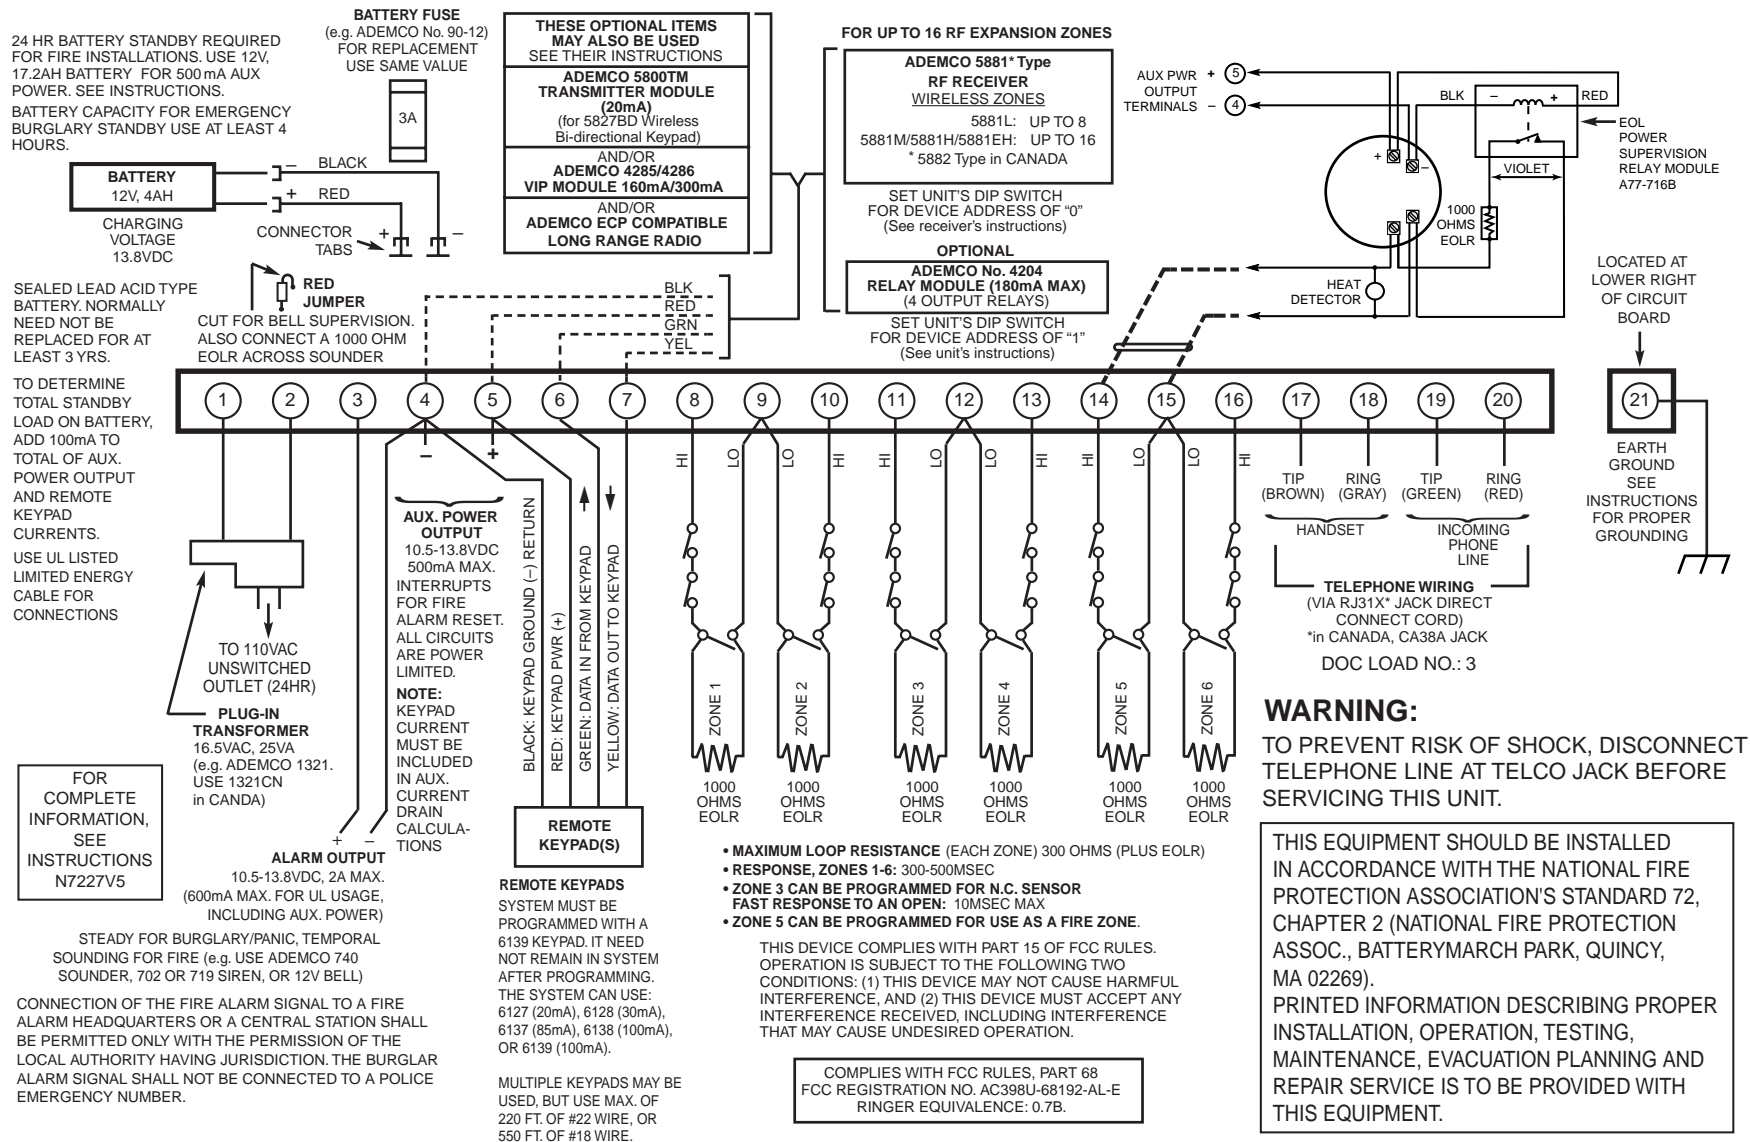 24 HR BATTERY STANDBY REQUIRED
FOR FIRE INSTALLATIONS. USE 12V,
17.2AH BATTERY FOR 500 mA AUX
POWER. SEE INSTRUCTIONS.
BATTERY CAPACITY FOR EMERGENCY
BURGLARY STANDBY USE AT LEAST 4
HOURS.
BATTERY FUSE
(e.g. ADEMCO No. 90-12)
FOR REPLACEMENT
USE SAME VALUE
3A
BATTERY
12V, 4AH
– BLACK
+ RED
CHARGING
VOLTAGE
13.8VDC
CONNECTOR
TABS
+ –
SEALED LEAD ACID TYPE
BATTERY. NORMALLY
NEED NOT BE
REPLACED FOR AT
LEAST 3 YRS.
RED
JUMPER
CUT FOR BELL SUPERVISION.
ALSO CONNECT A 1000 OHM
EOLR ACROSS SOUNDER
TO DETERMINE
TOTAL STANDBY
LOAD ON BATTERY,
ADD 100mA TO
TOTAL OF AUX.
POWER OUTPUT
AND REMOTE
KEYPAD
CURRENTS.
USE UL LISTED
LIMITED ENERGY
CABLE FOR
CONNECTIONS
THESE OPTIONAL ITEMS
MAY ALSO BE USED
SEE THEIR INSTRUCTIONS
ADEMCO 5800TM
TRANSMITTER MODULE
(20mA)
(for 5827BD Wireless
Bi-directional Keypad)
AND/OR
ADEMCO 4285/4286
VIP MODULE 160mA/300mA
AND/OR
ADEMCO ECP COMPATIBLE
LONG RANGE RADIO
BLK
RED
GRN
YEL
FOR UP TO 16 RF EXPANSION ZONES
ADEMCO 5881* Type
RF RECEIVER
WIRELESS ZONES
5881L: UP TO 8
5881M/5881H/5881EH: UP TO 16
* 5882 Type in CANADA
SET UNIT'S DIP SWITCH
FOR DEVICE ADDRESS OF “0”
(See receiver's instructions)
OPTIONAL
ADEMCO No. 4204
RELAY MODULE (180mA MAX)
(4 OUTPUT RELAYS)
SET UNIT'S DIP SWITCH
FOR DEVICE ADDRESS OF “1”
(See unit's instructions)
AUX PWR
OUTPUT
TERMINALS
+ 5
– 4
BLK – + RED
EOL
POWER
SUPERVISION
RELAY MODULE
A77-716B
+ –
VIOLET
1000
OHMS
EOLR
HEAT
DETECTOR
LOCATED AT
LOWER RIGHT
OF CIRCUIT
BOARD
1 2 3 4 5 6 7 8 9 10 11 12 13 14 15 16 17 18 19 20 21
– +
HI LO LO HI HI LO LO HI HI LO LO HI
TO 110VAC
UNSWITCHED
OUTLET (24HR)
PLUG-IN
TRANSFORMER
16.5VAC, 25VA
(e.g. ADEMCO 1321.
USE 1321CN
in CANDA)
FOR
COMPLETE
INFORMATION,
SEE
INSTRUCTIONS
N7227V5
+ –
ALARM OUTPUT
10.5-13.8VDC, 2A MAX.
(600mA MAX. FOR UL USAGE,
INCLUDING AUX. POWER)
STEADY FOR BURGLARY/PANIC, TEMPORAL
SOUNDING FOR FIRE (e.g. USE ADEMCO 740
SOUNDER, 702 OR 719 SIREN, OR 12V BELL)
CONNECTION OF THE FIRE ALARM SIGNAL TO A FIRE
ALARM HEADQUARTERS OR A CENTRAL STATION SHALL
BE PERMITTED ONLY WITH THE PERMISSION OF THE
LOCAL AUTHORITY HAVING JURISDICTION. THE BURGLAR
ALARM SIGNAL SHALL NOT BE CONNECTED TO A POLICE
EMERGENCY NUMBER.
AUX. POWER
OUTPUT
10.5-13.8VDC
500mA MAX.
INTERRUPTS
FOR FIRE
ALARM RESET.
ALL CIRCUITS
ARE POWER
LIMITED.
NOTE:
KEYPAD
CURRENT
MUST BE
INCLUDED
IN AUX.
CURRENT
DRAIN
CALCULA-
TIONS
BLACK: KEYPAD GROUND (–) RETURN
RED: KEYPAD PWR (+)
GREEN: DATA IN FROM KEYPAD
YELLOW: DATA OUT TO KEYPAD
REMOTE
KEYPAD(S)
REMOTE KEYPADS
SYSTEM MUST BE
PROGRAMMED WITH A
6139 KEYPAD. IT NEED
NOT REMAIN IN SYSTEM
AFTER PROGRAMMING.
THE SYSTEM CAN USE:
6127 (20mA), 6128 (30mA),
6137 (85mA), 6138 (100mA),
OR 6139 (100mA).
MULTIPLE KEYPADS MAY BE
USED, BUT USE MAX. OF
220 FT. OF #22 WIRE, OR
550 FT. OF #18 WIRE.
ZONE 1 ZONE 2 ZONE 3 ZONE 4 ZONE 5 ZONE 6
1000 1000 1000 1000 1000 1000
OHMS OHMS OHMS OHMS OHMS OHMS
EOLR EOLR EOLR EOLR EOLR EOLR
• MAXIMUM LOOP RESISTANCE (EACH ZONE) 300 OHMS (PLUS EOLR)
• RESPONSE, ZONES 1-6: 300-500MSEC
• ZONE 3 CAN BE PROGRAMMED FOR N.C. SENSOR
FAST RESPONSE TO AN OPEN: 10MSEC MAX
• ZONE 5 CAN BE PROGRAMMED FOR USE AS A FIRE ZONE.
THIS DEVICE COMPLIES WITH PART 15 OF FCC RULES.
OPERATION IS SUBJECT TO THE FOLLOWING TWO
CONDITIONS: (1) THIS DEVICE MAY NOT CAUSE HARMFUL
INTERFERENCE, AND (2) THIS DEVICE MUST ACCEPT ANY
INTERFERENCE RECEIVED, INCLUDING INTERFERENCE
THAT MAY CAUSE UNDESIRED OPERATION.
COMPLIES WITH FCC RULES, PART 68
FCC REGISTRATION NO. AC398U-68192-AL-E
RINGER EQUIVALENCE: 0.7B.
TIP RING TIP RING
(BROWN) (GRAY) (GREEN) (RED)
HANDSET
INCOMING
PHONE
LINE
TELEPHONE WIRING
(VIA RJ31X* JACK DIRECT
CONNECT CORD)
*in CANADA, CA38A JACK
DOC LOAD NO.: 3
EARTH
GROUND
SEE
INSTRUCTIONS
FOR PROPER
GROUNDING
WARNING:
TO PREVENT RISK OF SHOCK, DISCONNECT
TELEPHONE LINE AT TELCO JACK BEFORE
SERVICING THIS UNIT.
THIS EQUIPMENT SHOULD BE INSTALLED
IN ACCORDANCE WITH THE NATIONAL FIRE
PROTECTION ASSOCIATION'S STANDARD 72,
CHAPTER 2 (NATIONAL FIRE PROTECTION
ASSOC., BATTERYMARCH PARK, QUINCY,
MA 02269).
PRINTED INFORMATION DESCRIBING PROPER
INSTALLATION, OPERATION, TESTING,
MAINTENANCE, EVACUATION PLANNING AND
REPAIR SERVICE IS TO BE PROVIDED WITH
THIS EQUIPMENT.